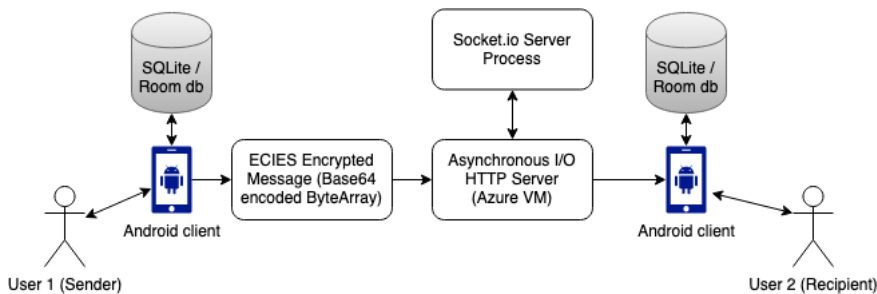 SQLite /
Room db
Socket.io Server
Process
SQLite /
Room db
ECIES Encrypted
Message (Base64
encoded ByteArray)
Asynchronous I/O
HTTP Server
(Azure VM)
Android client
Android client
User 1 (Sender)
User 2 (Recipient)